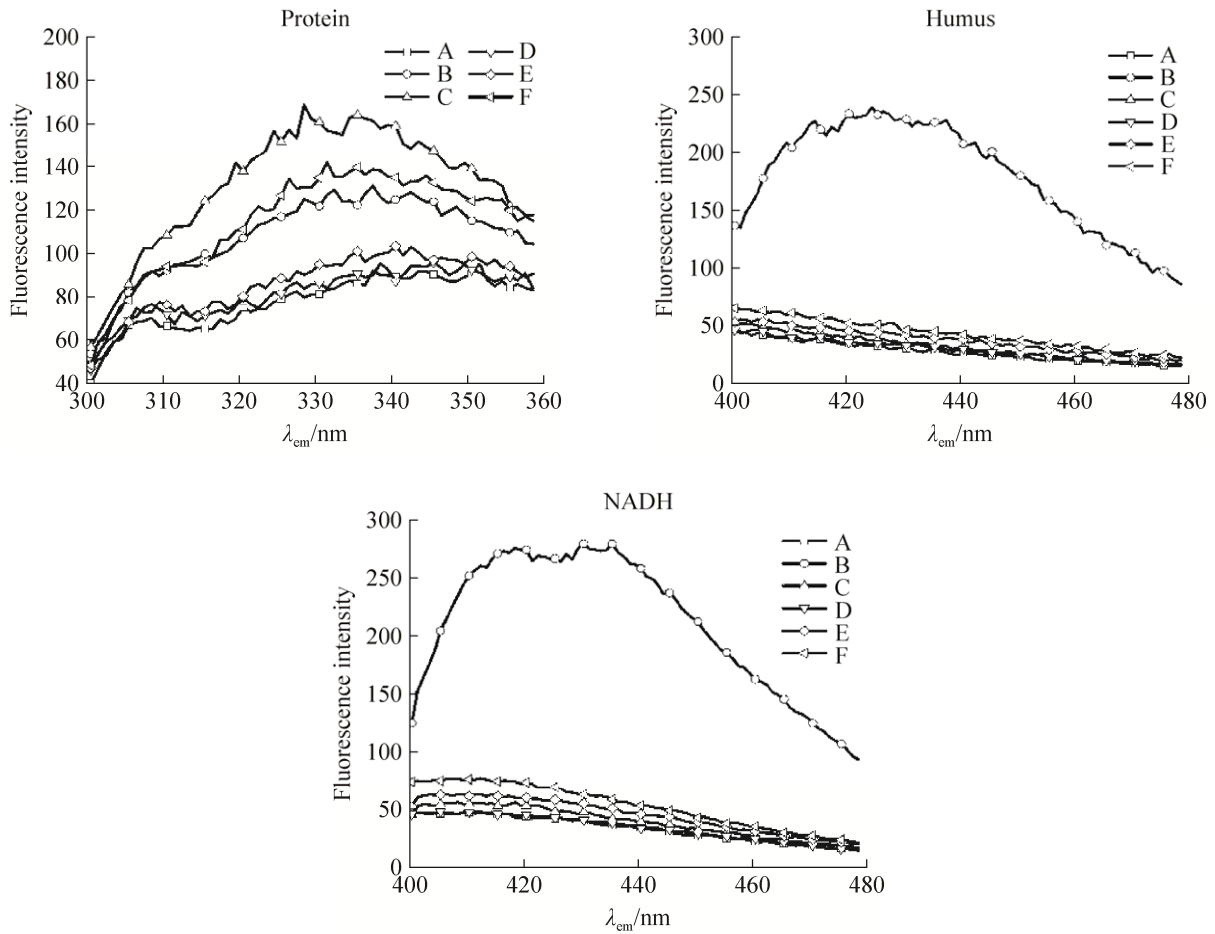 Protein
200
180
160
140
120
100
80
60
40
300 310 320 330 340 350 360
Fluorescence intensity
λem/nm
A D
B E
C F
Humus
300
250
200
150
100
50
0
400 420 440 460 480
Fluorescence intensity
λem/nm
A
B
C
D
E
F
NADH
300
250
200
150
100
50
0
400 420 440 460 480
Fluorescence intensity
λem/nm
A
B
C
D
E
F